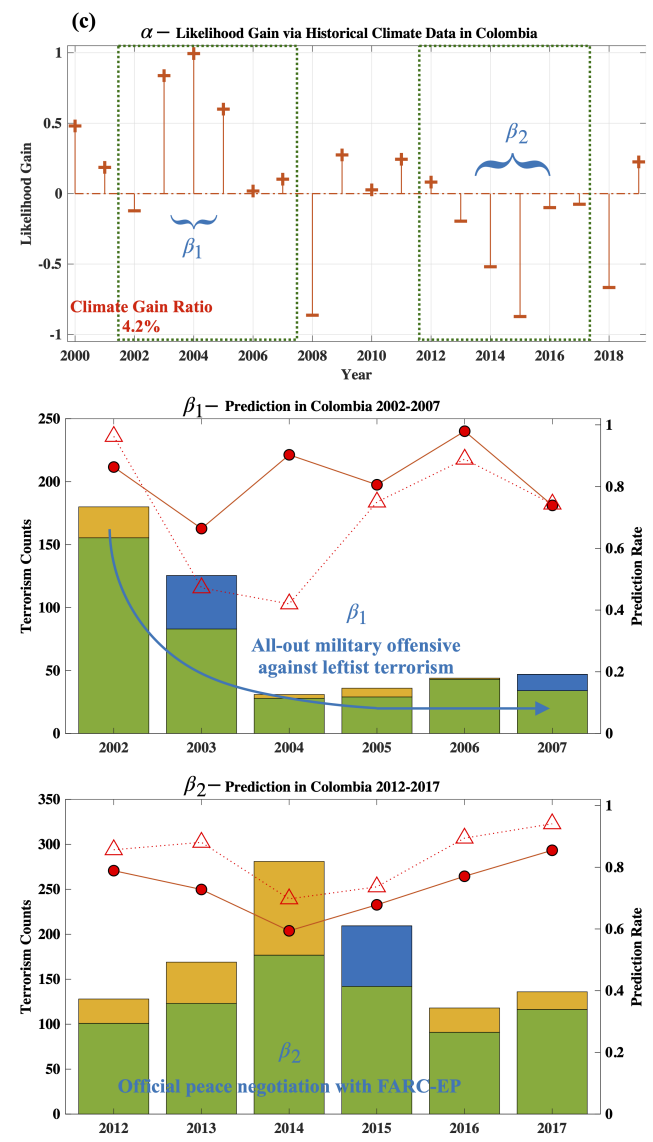 (c)
α− Likelihood Gain via Historical Climate Data in Colombia
1
0.5
0
-0.5
-1
Likelihood Gain
β1
β2
Climate Gain Ratio
4.2%
2000 2002 2004 2006 2008 2010 2012 2014 2016 2018
Year
β1− Prediction in Colombia 2002-2007
250
200
150
100
50
0
Terrorism Counts
1
0.8
0.6
0.4
0.2
0
Prediction Rate
β1
All-out military offensive
against leftist terrorism
2002 2003 2004 2005 2006 2007
β2− Prediction in Colombia 2012-2017
350
300
250
200
150
100
50
0
Terrorism Counts
1
0.8
0.6
0.4
0.2
0
Prediction Rate
β2
Official peace negotiation with FARC-EP
2012 2013 2014 2015 2016 2017